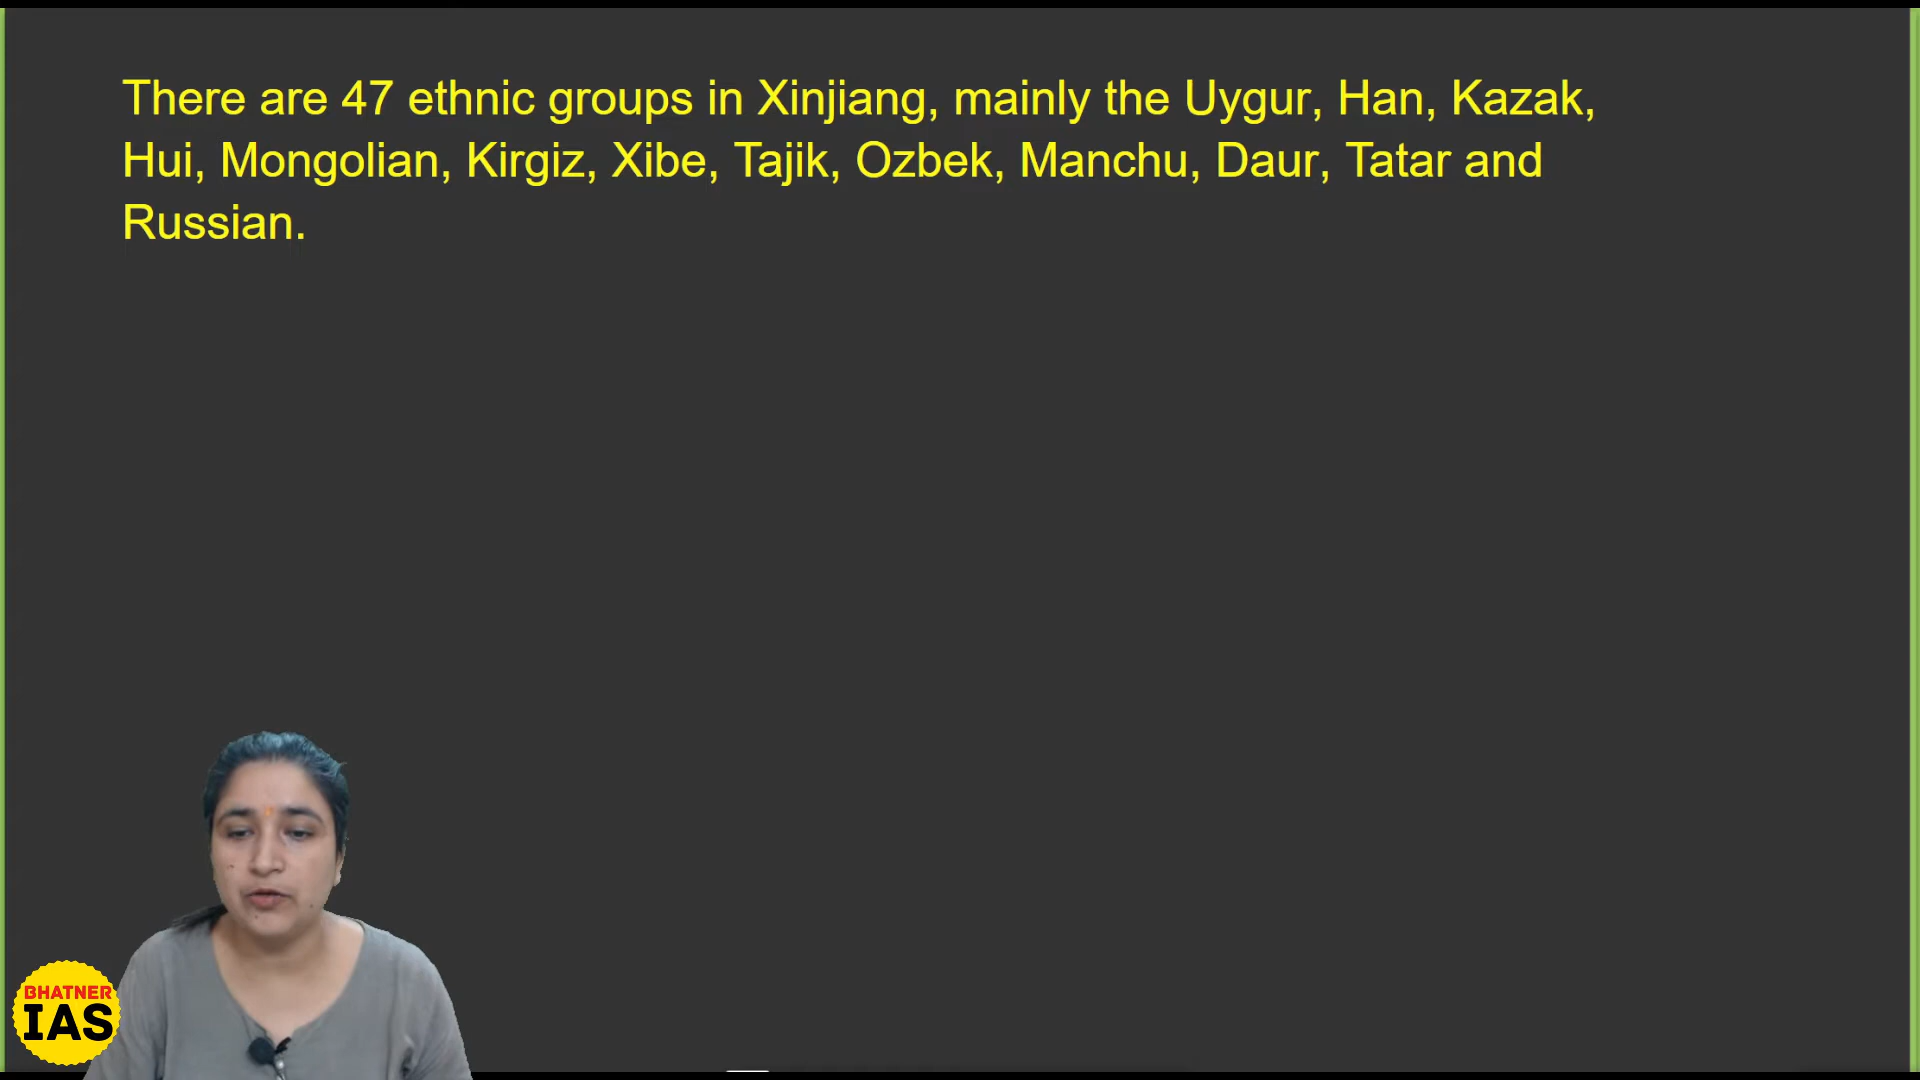 There are 47 ethnic groups in Xinjiang, mainly the Uygur, Han, Kazak,
Hui, Mongolian, Kirgiz, Xibe, Tajik, Ozbek, Manchu, Daur, Tatar and
Russian.
BHATNER
IAS